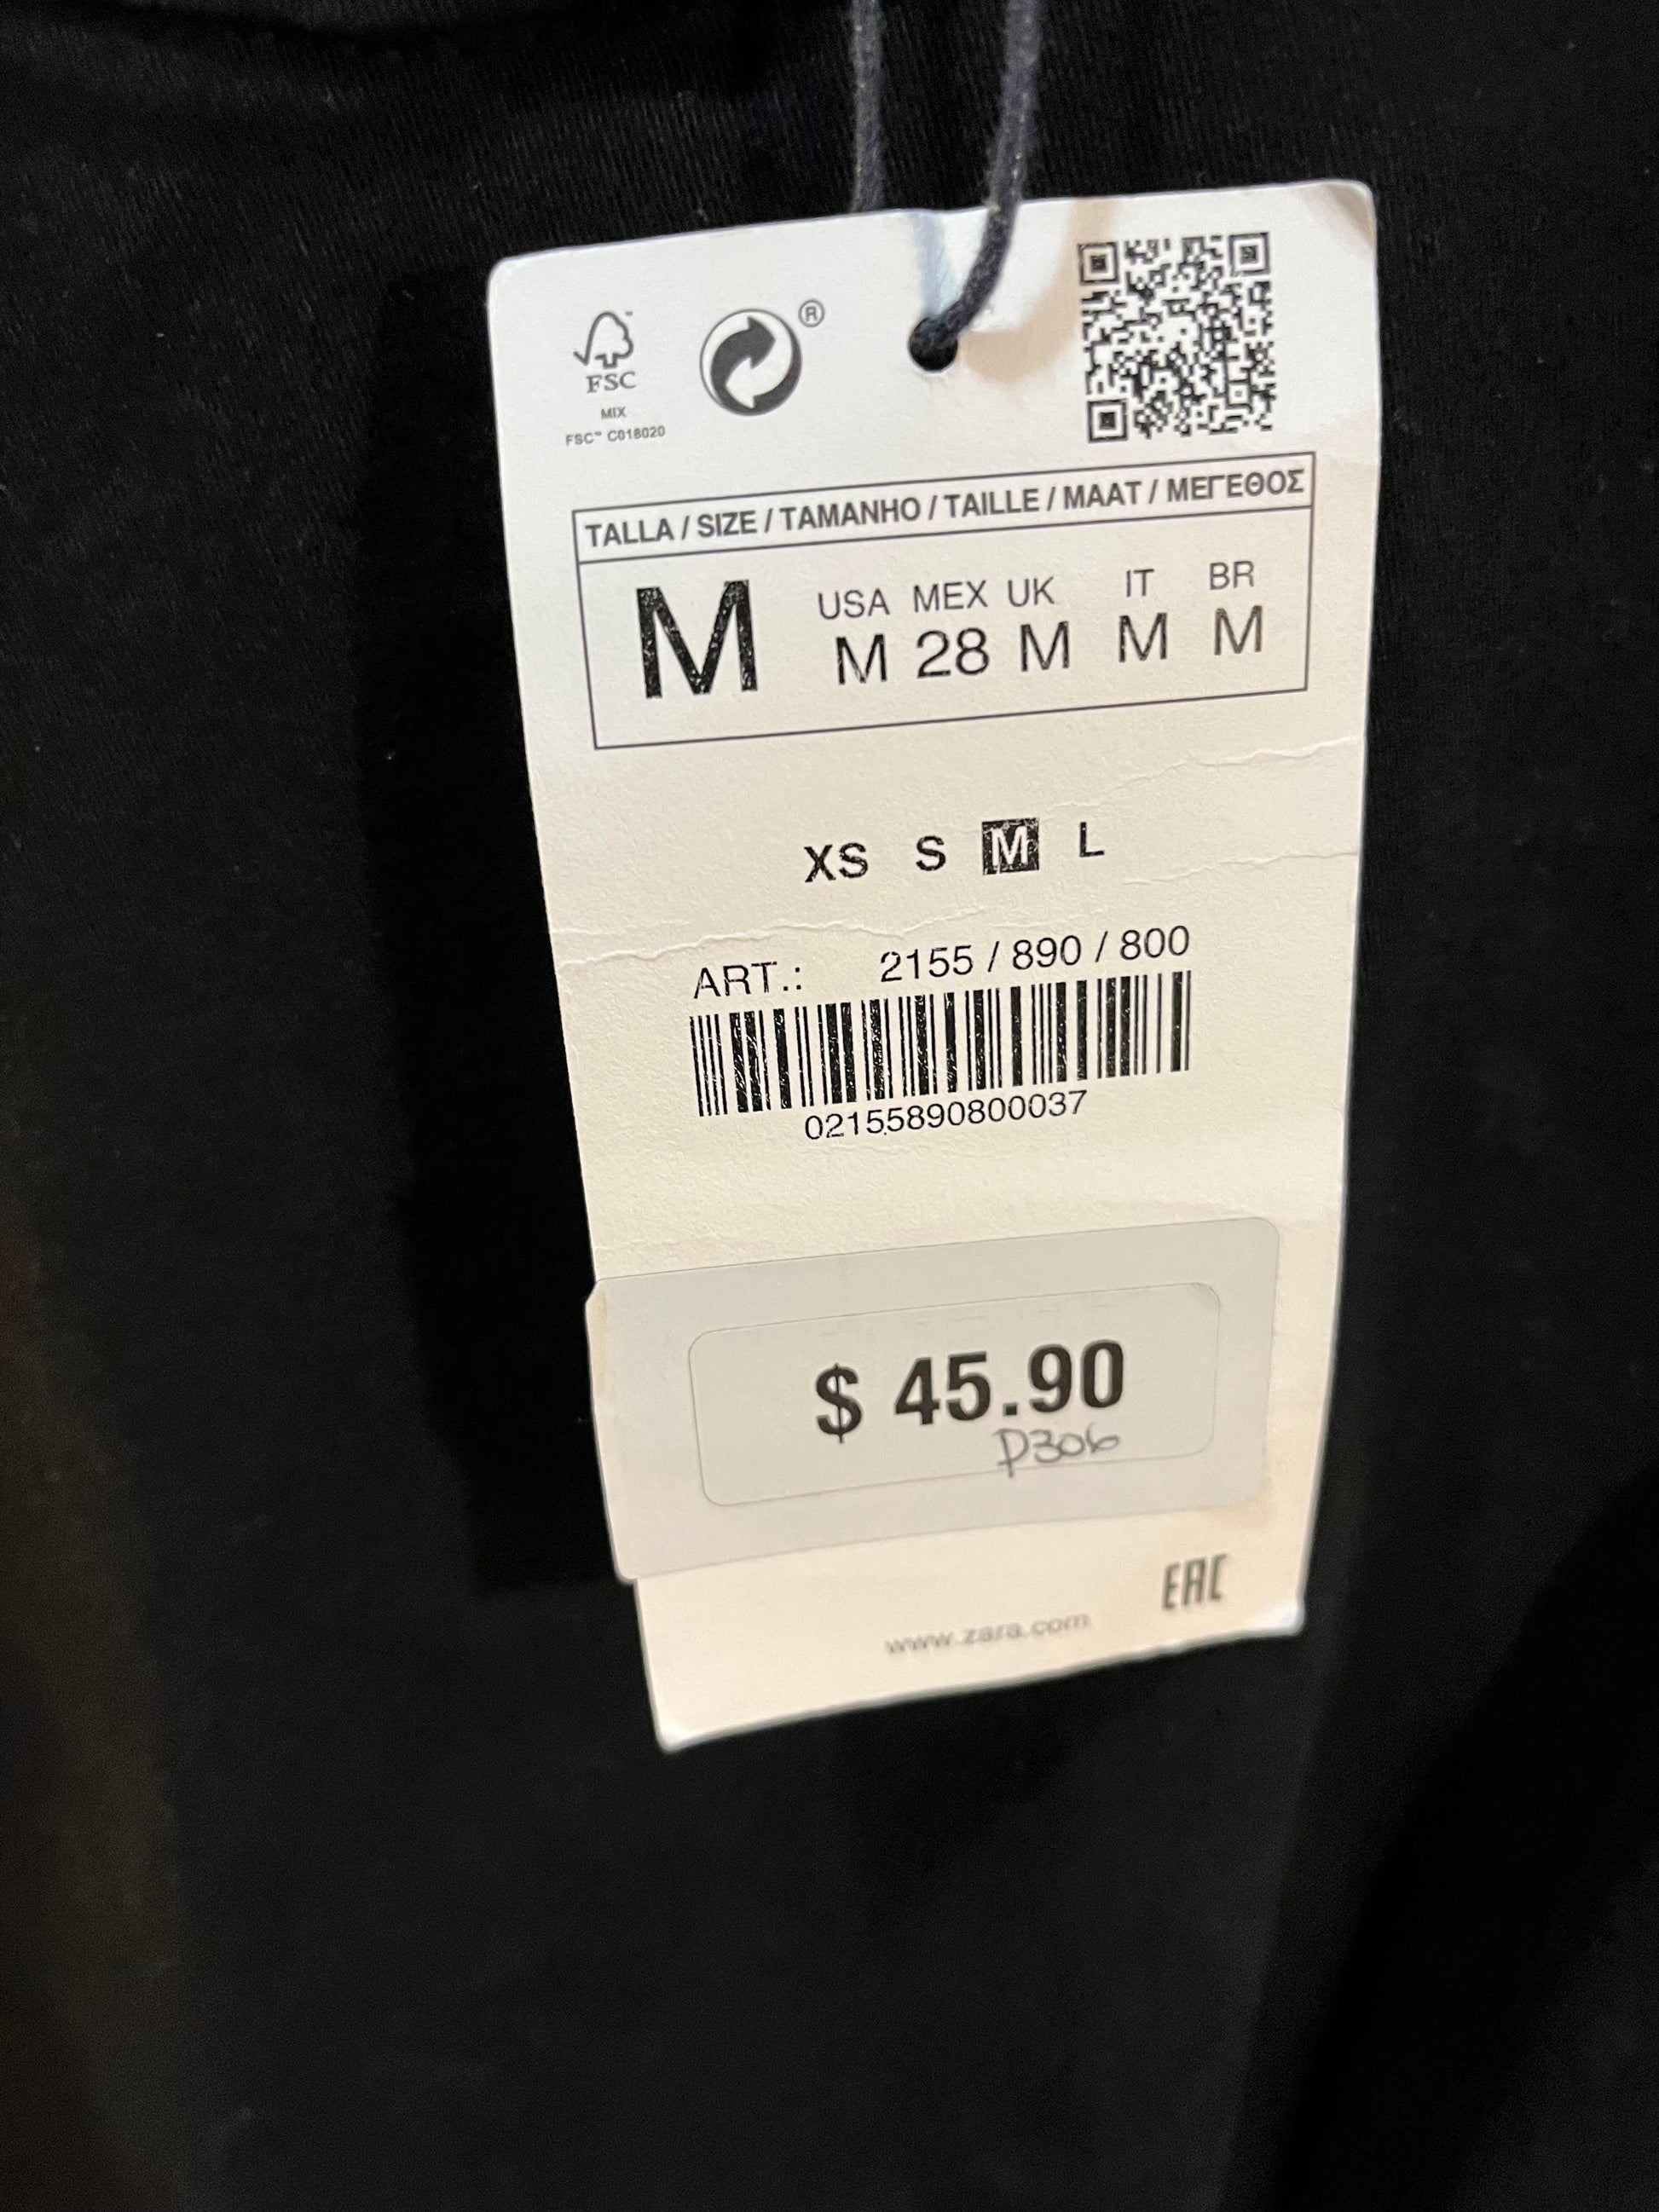 FSC
MIX
FSC™ C018020
®
TALLA / SIZE / TAMANHO / TAILLE / MAAT / ΜΕΓΕΘΟΣ
M
USA MEX UK IT BR
M 28 M M M
XS S M L
ART.: 2155 / 890 / 800
02155890800037
$ 45.90
P306
EAC
www.zara.com